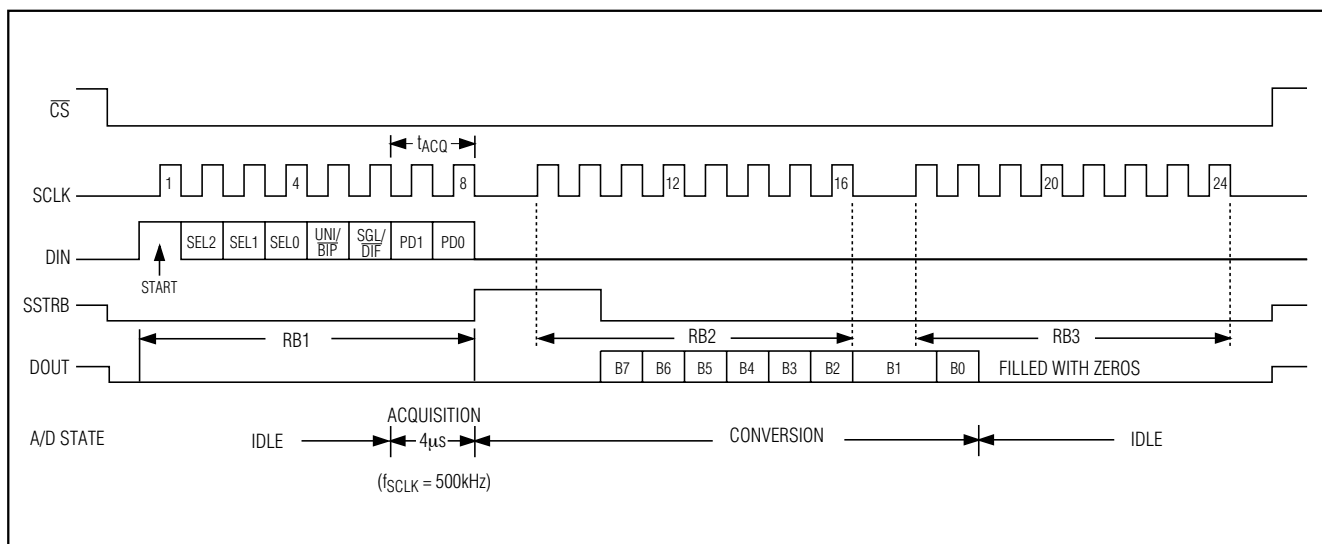 CS
tACQ
SCLK 1 4 8 12 16 20 24
DIN SEL2 SEL1 SEL0 UNI/BIP SGL/DIF PD1 PD0
START
SSTRB
RB1 RB2 RB3
DOUT B7 B6 B5 B4 B3 B2 B1 B0 FILLED WITH ZEROS
ACQUISITION
A/D STATE IDLE 4µs CONVERSION IDLE
(fSCLK = 500kHz)